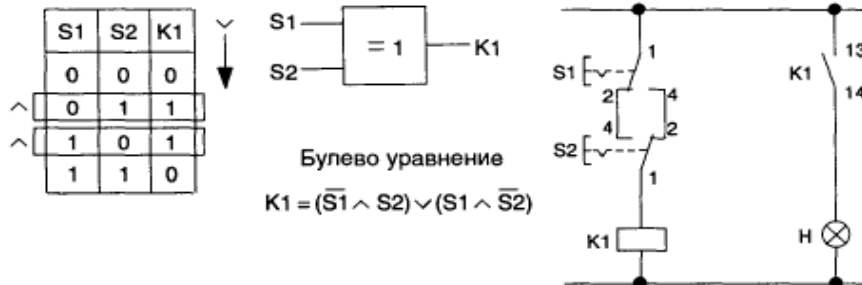 S1 S2 K1
0 0 0
0 1 1
1 0 1
1 1 0
S1
S2
= 1
K1
Булево уравнение
K1 = (S̅1̅ ∧ S2) ∨ (S1 ∧ S̅2̅)
1
S1
2 4
4 2
S2
1
K1
13
K1
14
H